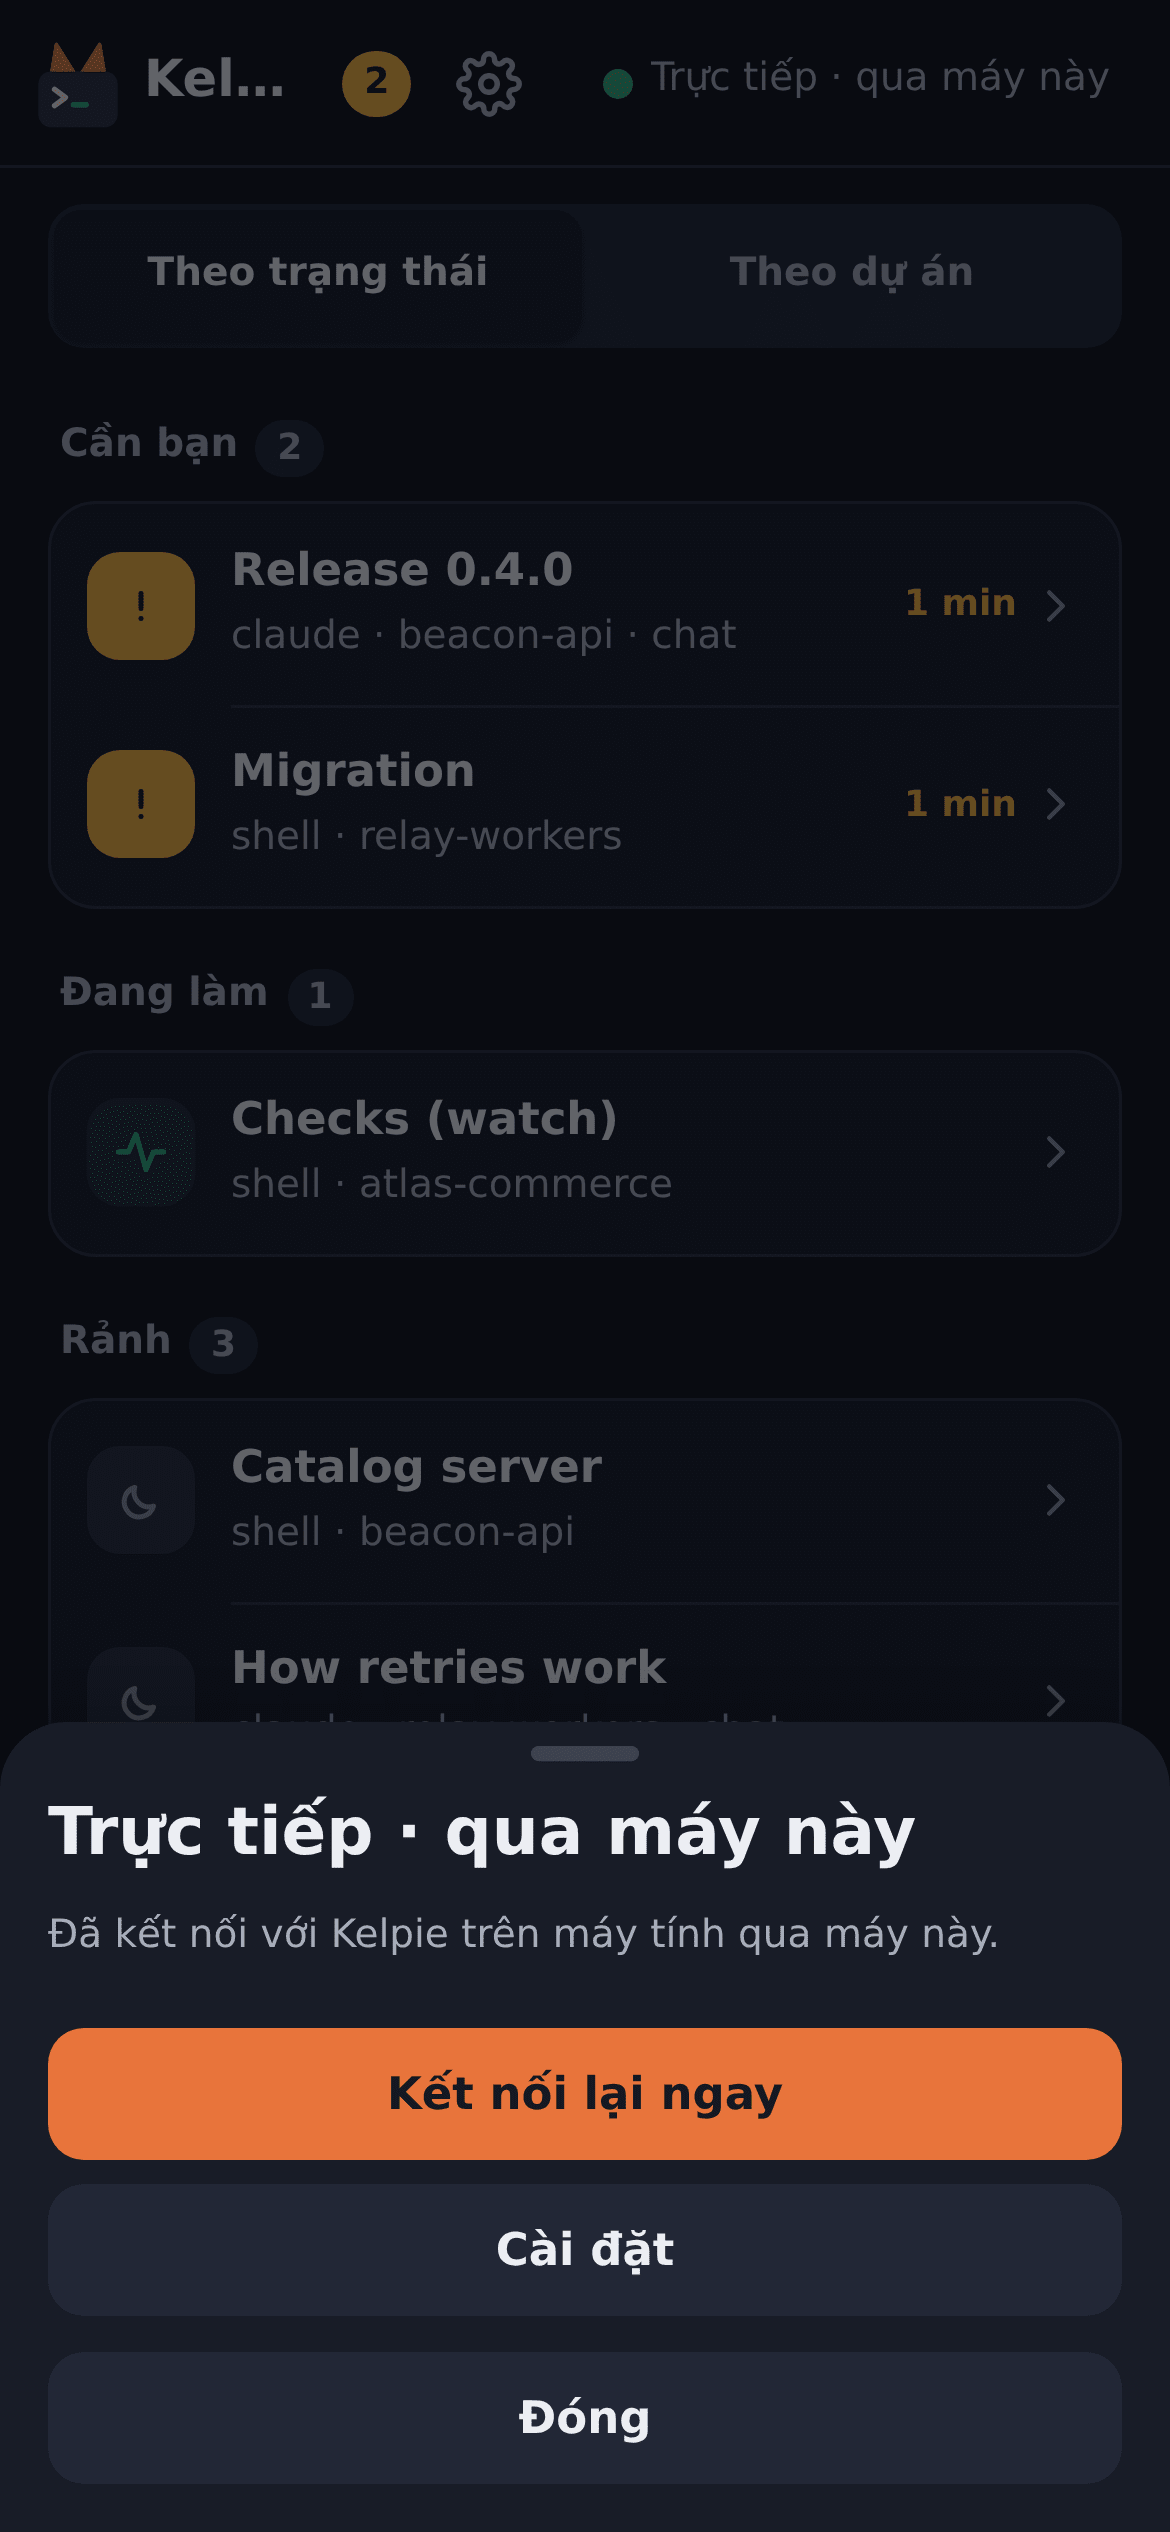 Kel...
2
Trực tiếp · qua máy này
Theo trạng thái
Theo dự án
Cần bạn 2
Release 0.4.0
claude · beacon-api · chat
1 min
Migration
shell · relay-workers
1 min
Đang làm 1
Checks (watch)
shell · atlas-commerce
Rảnh 3
Catalog server
shell · beacon-api
How retries work
Trực tiếp · qua máy này
Đã kết nối với Kelpie trên máy tính qua máy này.
Kết nối lại ngay
Cài đặt
Đóng